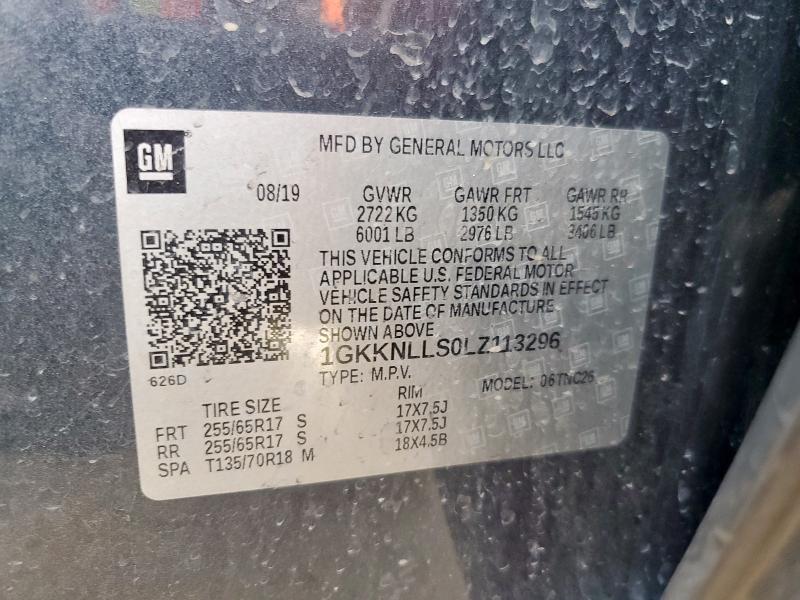 GM
MFD BY GENERAL MOTORS LLC
08/19 GVWR GAWR FRT GAWR RR
2722 KG 1350 KG 1545 KG
6001 LB 2976 LB 3406 LB
THIS VEHICLE CONFORMS TO ALL
APPLICABLE U.S. FEDERAL MOTOR
VEHICLE SAFETY STANDARDS IN EFFECT
ON THE DATE OF MANUFACTURE
SHOWN ABOVE
1GKKNLLS0LZ113296
626D
TYPE: M.P.V. MODEL: 06TNC26
TIRE SIZE RIM
FRT 255/65R17 S 17X7.5J
RR 255/65R17 S 17X7.5J
SPA T135/70R18 M 18X4.5B